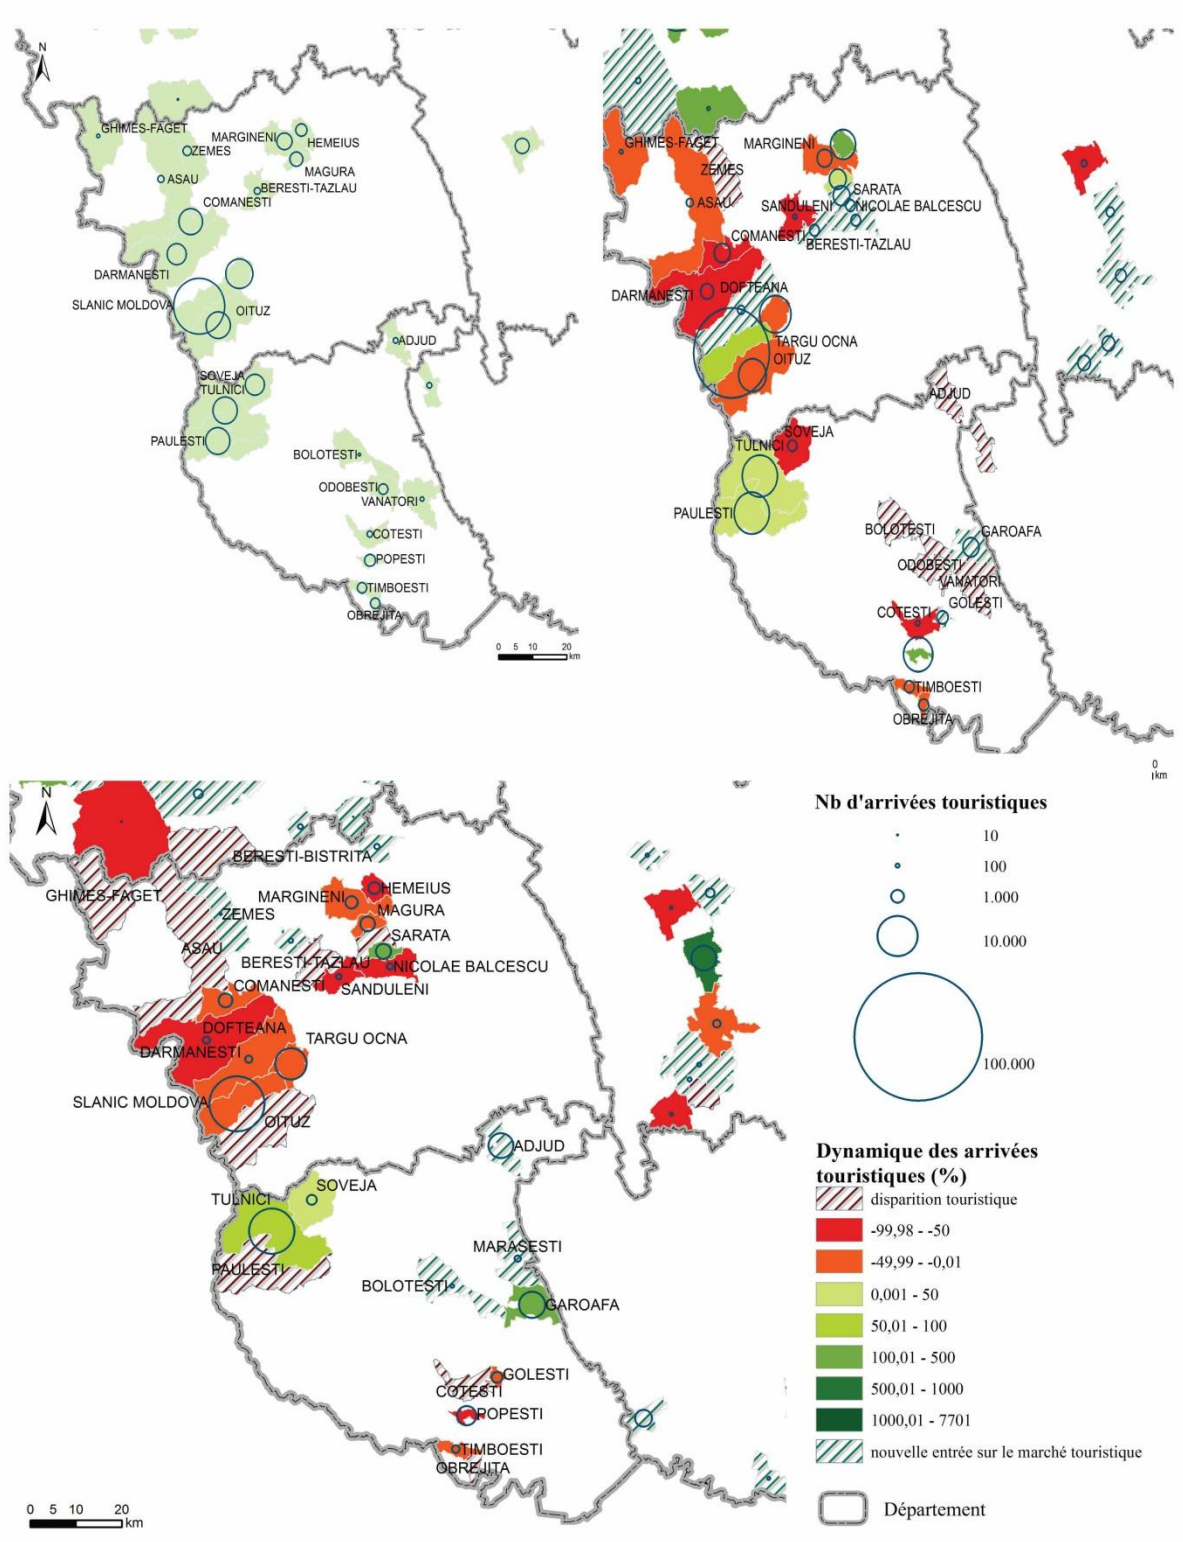 N
GHIMES-FAGET
MARGINENI
HEMEIUS
ZEMES
MAGURA
ASAU
BERESTI-TAZLAU
COMANESTI
DARMANESTI
SLANIC MOLDOVA
OITUZ
ADJUD
SOVEJA
TULNICI
PAULESTI
BOLOTESTI
ODOBESTI
VANATORI
COTESTI
POPESTI
TIMBOESTI
OBREJITA
0 5 10 20
km
GHIMES-FAGET
MARGINENI
ZEMES
SARATA
ASAU
SANDULENI
NICOLAE BALCESCU
COMANESTI
BERESTI-TAZLAU
DARMANESTI
DOFTEANA
TARGU OCNA
OITUZ
ADJUD
SOVEJA
TULNICI
PAULESTI
BOLOTESTI
GAROAFA
ODOBESTI
VANATORI
GOLESTI
COTESTI
TIMBOESTI
OBREJITA
0
km
N
BERESTI-BISTRITA
GHIMES-FAGET
HEMEIUS
MARGINENI
MAGURA
ZEMES
SARATA
ASAU
BERESTI-TAZLAU
NICOLAE BALCESCU
COMANESTI
SANDULENI
DOFTEANA
TARGU OCNA
DARMANESTI
SLANIC MOLDOVA
OITUZ
ADJUD
SOVEJA
TULNICI
MARASESTI
PAULESTI
BOLOTESTI
GAROAFA
GOLESTI
COTESTI
POPESTI
TIMBOESTI
OBREJITA
0 5 10 20
km
Nb d'arrivées touristiques
10
100
1.000
10.000
100.000
Dynamique des arrivées
touristiques (%)
disparition touristique
-99,98 - -50
-49,99 - -0,01
0,001 - 50
50,01 - 100
100,01 - 500
500,01 - 1000
1000,01 - 7701
nouvelle entrée sur le marché touristique
Département